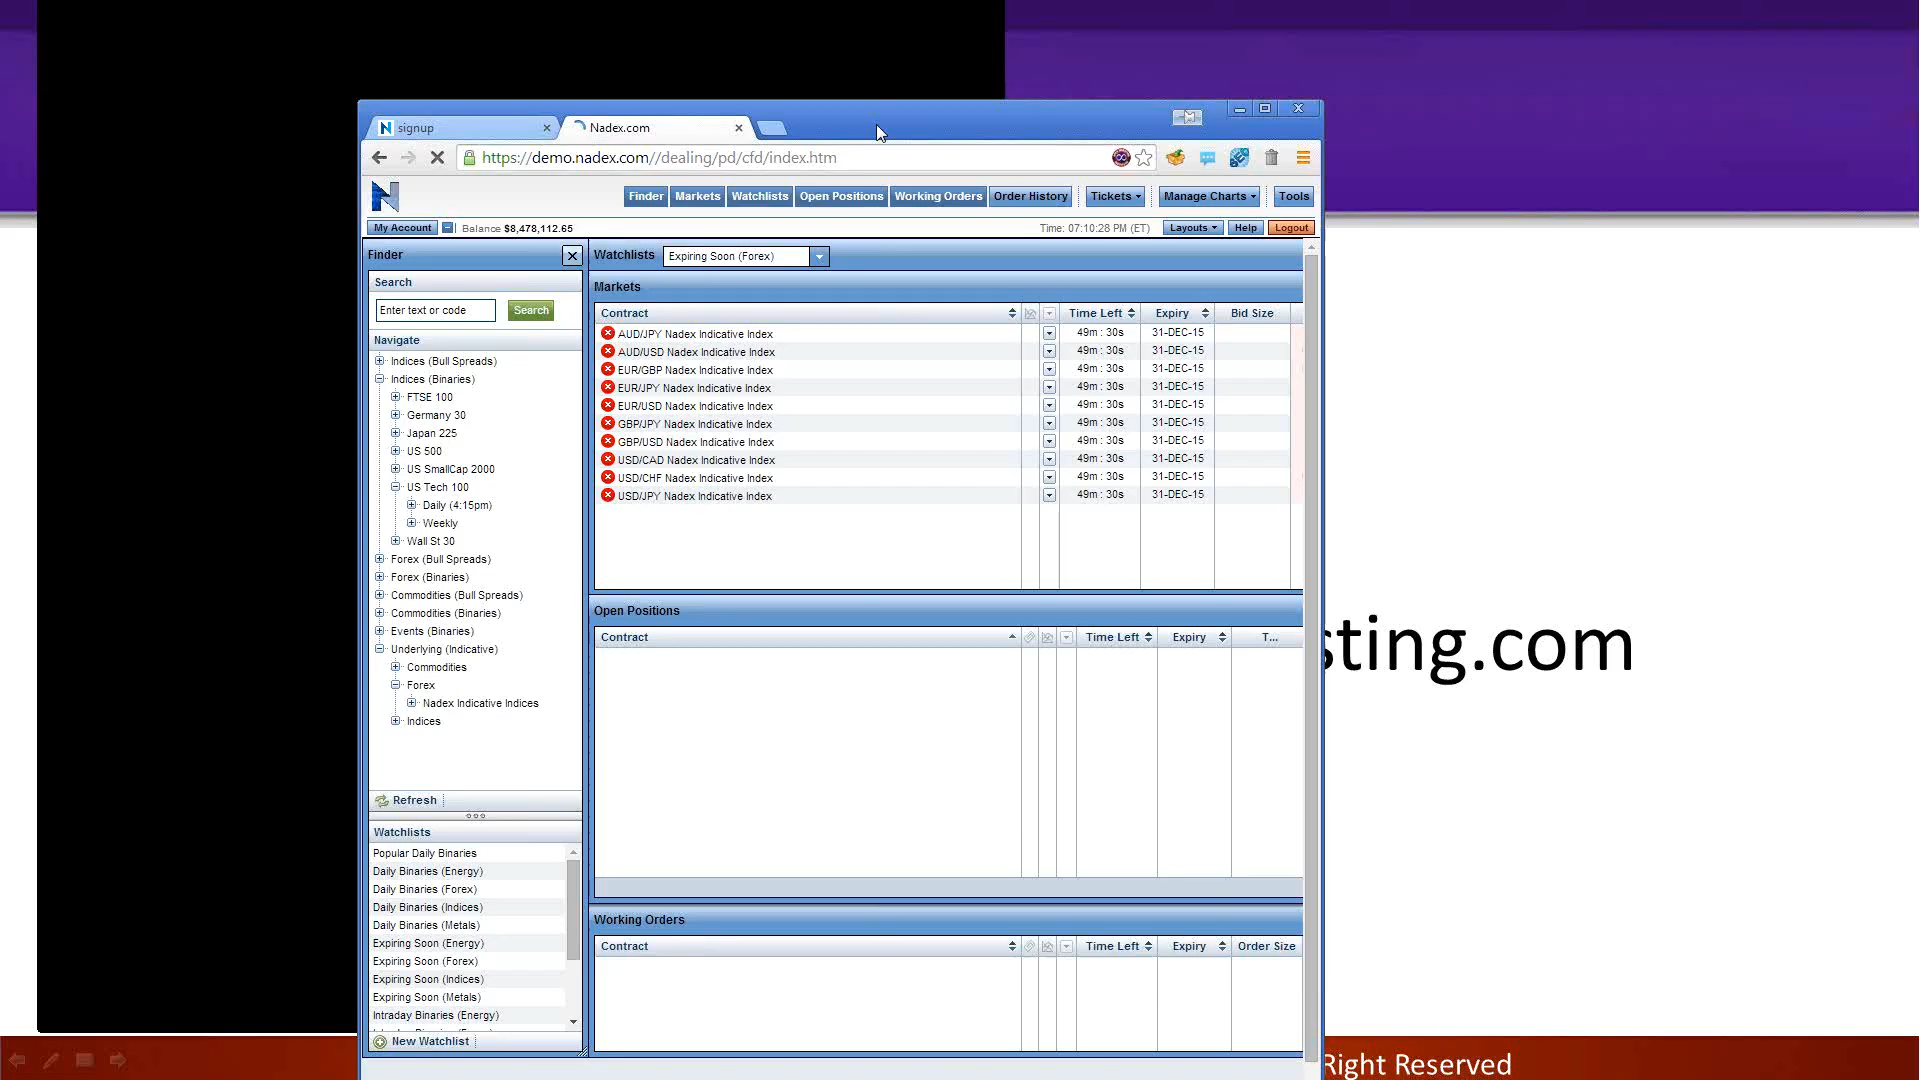 signup
Nadex.com
https://demo.nadex.com//dealing/pd/cfd/index.htm
Finder Markets Watchlists Open Positions Working Orders Order History Tickets Manage Charts Tools
My Account Balance $8,478,112.65 Time: 07:10:28 PM (ET) Layouts Help Logout
Finder
Search
Enter text or code Search
Navigate
Indices (Bull Spreads)
Indices (Binaries)
FTSE 100
Germany 30
Japan 225
US 500
US SmallCap 2000
US Tech 100
Daily (4:15pm)
Weekly
Wall St 30
Forex (Bull Spreads)
Forex (Binaries)
Commodities (Bull Spreads)
Commodities (Binaries)
Events (Binaries)
Underlying (Indicative)
Commodities
Forex
Nadex Indicative Indices
Indices
Refresh
Watchlists
Popular Daily Binaries
Daily Binaries (Energy)
Daily Binaries (Forex)
Daily Binaries (Indices)
Daily Binaries (Metals)
Expiring Soon (Energy)
Expiring Soon (Forex)
Expiring Soon (Indices)
Expiring Soon (Metals)
Intraday Binaries (Energy)
New Watchlist
Watchlists Expiring Soon (Forex)
Markets
Contract Time Left Expiry Bid Size
AUD/JPY Nadex Indicative Index 49m : 30s 31-DEC-15
AUD/USD Nadex Indicative Index 49m : 30s 31-DEC-15
EUR/GBP Nadex Indicative Index 49m : 30s 31-DEC-15
EUR/JPY Nadex Indicative Index 49m : 30s 31-DEC-15
EUR/USD Nadex Indicative Index 49m : 30s 31-DEC-15
GBP/JPY Nadex Indicative Index 49m : 30s 31-DEC-15
GBP/USD Nadex Indicative Index 49m : 30s 31-DEC-15
USD/CAD Nadex Indicative Index 49m : 30s 31-DEC-15
USD/CHF Nadex Indicative Index 49m : 30s 31-DEC-15
USD/JPY Nadex Indicative Index 49m : 30s 31-DEC-15
Open Positions
Contract Time Left Expiry T...
Working Orders
Contract Time Left Expiry Order Size
sting.com
Right Reserved